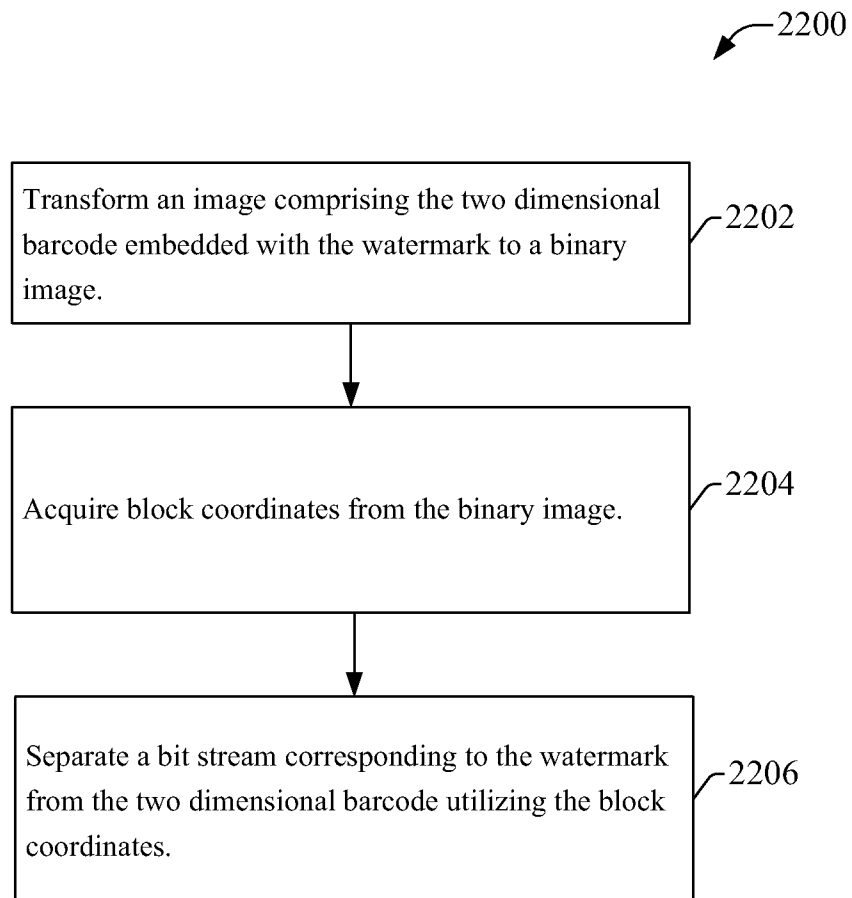 2200
Transform an image comprising the two dimensional
barcode embedded with the watermark to a binary
image.
2202
Acquire block coordinates from the binary image.
2204
Separate a bit stream corresponding to the watermark
from the two dimensional barcode utilizing the block
coordinates.
2206